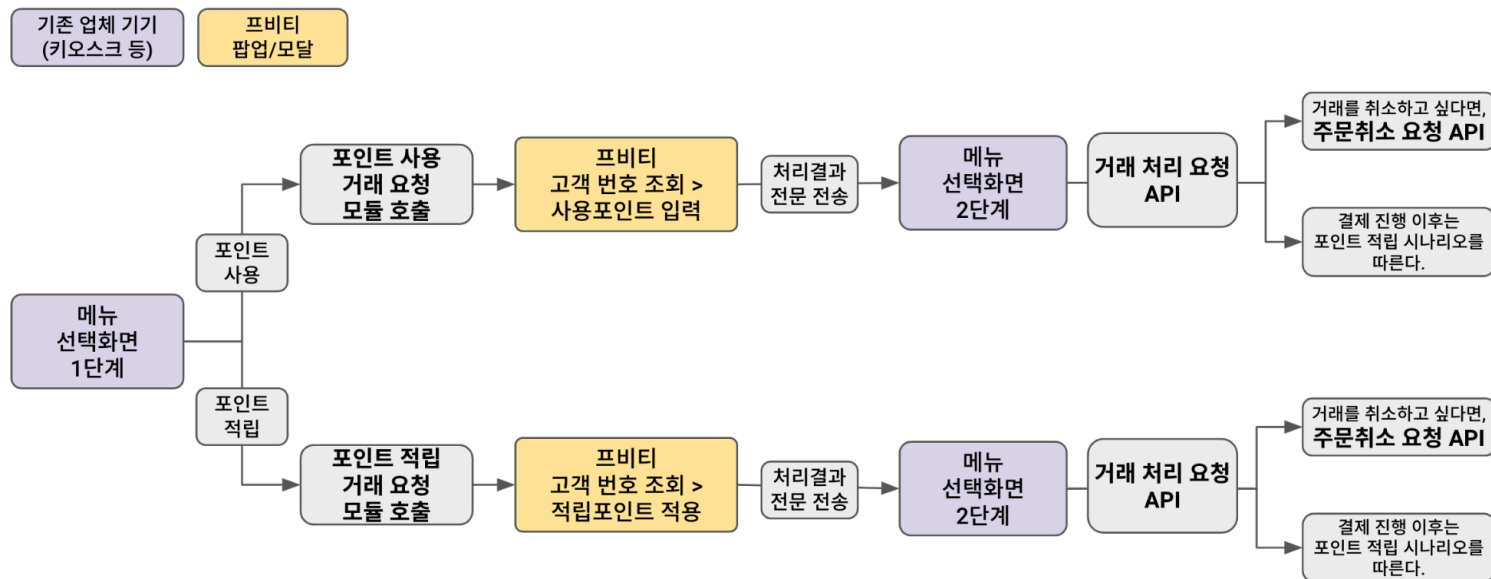 기존 업체 기기
(키오스크 등)
프비티
팝업/모달
메뉴
선택화면
1단계
포인트
사용
포인트 사용
거래 요청
모듈 호출
프비티
고객 번호 조회 >
사용포인트 입력
처리결과
전문 전송
메뉴
선택화면
2단계
거래 처리 요청
API
거래를 취소하고 싶다면,
주문취소 요청 API
결제 진행 이후는
포인트 적립 시나리오를
따른다.
포인트
적립
포인트 적립
거래 요청
모듈 호출
프비티
고객 번호 조회 >
적립포인트 적용
처리결과
전문 전송
메뉴
선택화면
2단계
거래 처리 요청
API
거래를 취소하고 싶다면,
주문취소 요청 API
결제 진행 이후는
포인트 적립 시나리오를
따른다.